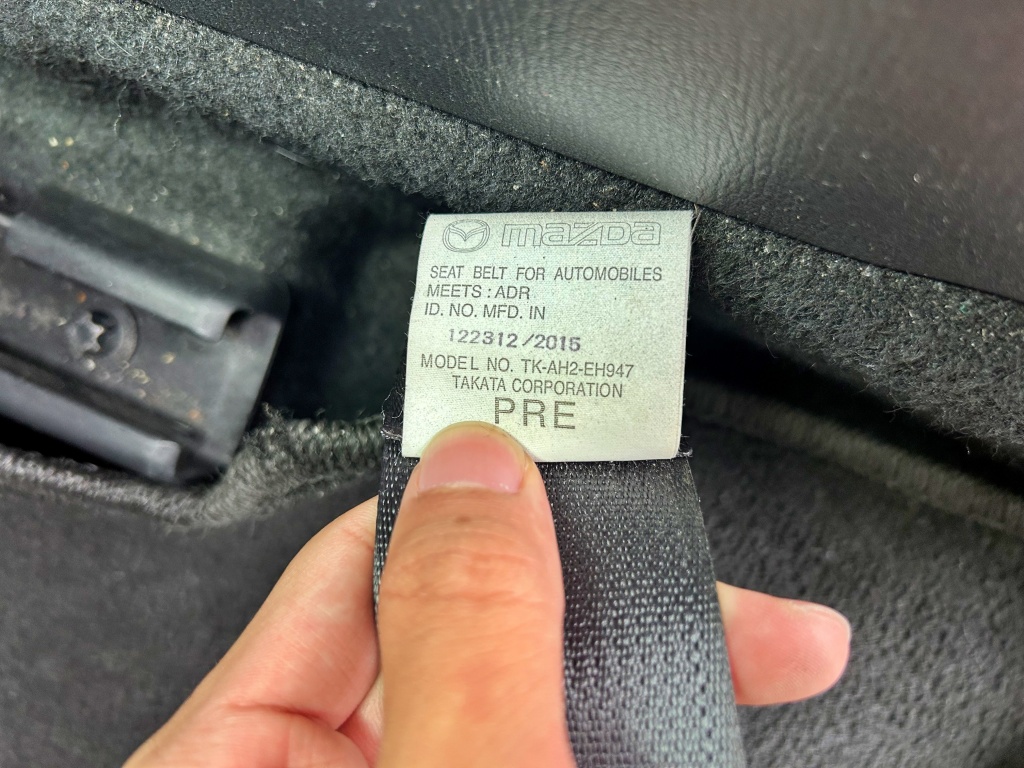 mazda
SEAT BELT FOR AUTOMOBILES
MEETS : ADR
ID. NO. MFD. IN
122312/2015
MODEL NO. TK-AH2-EH947
TAKATA CORPORATION
PRE